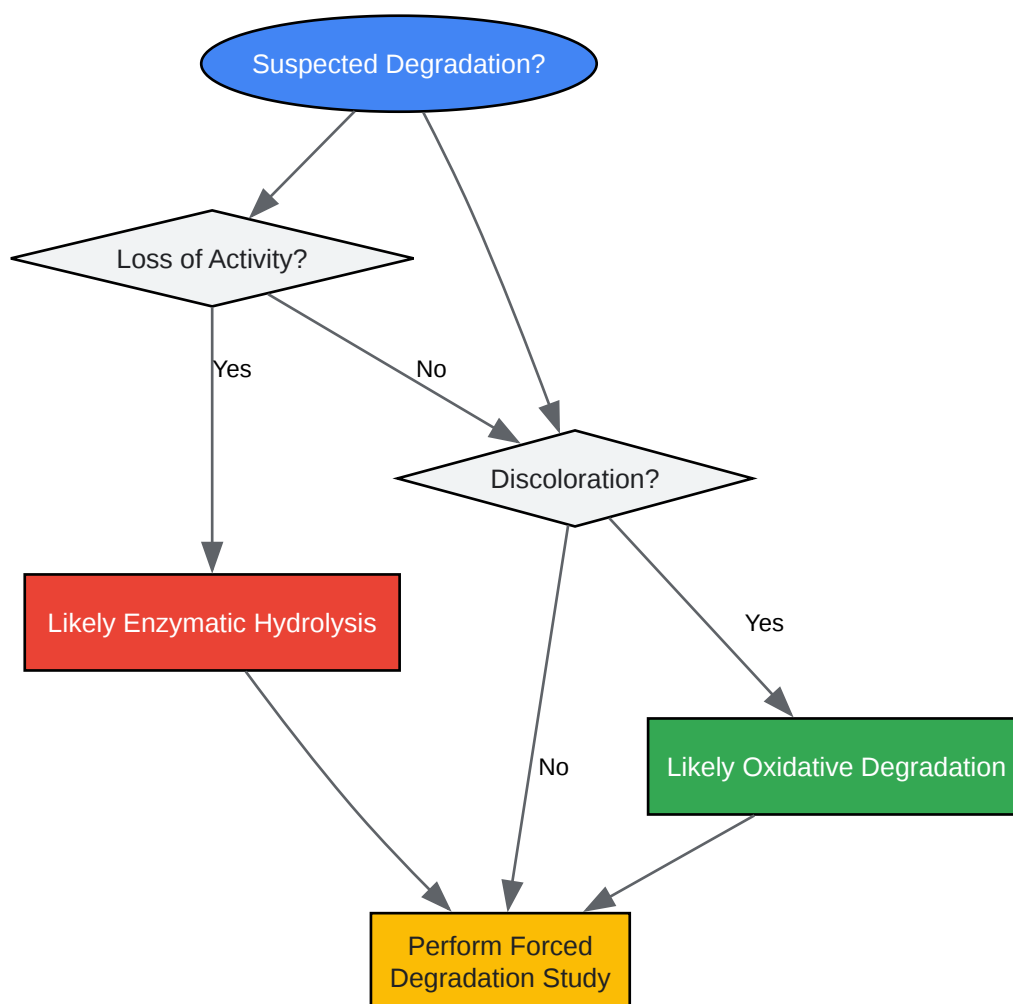 Suspected Degradation?
Loss of Activity?
Yes
No
Discoloration?
Likely Enzymatic Hydrolysis
Yes
No
Likely Oxidative Degradation
Perform Forced
Degradation Study